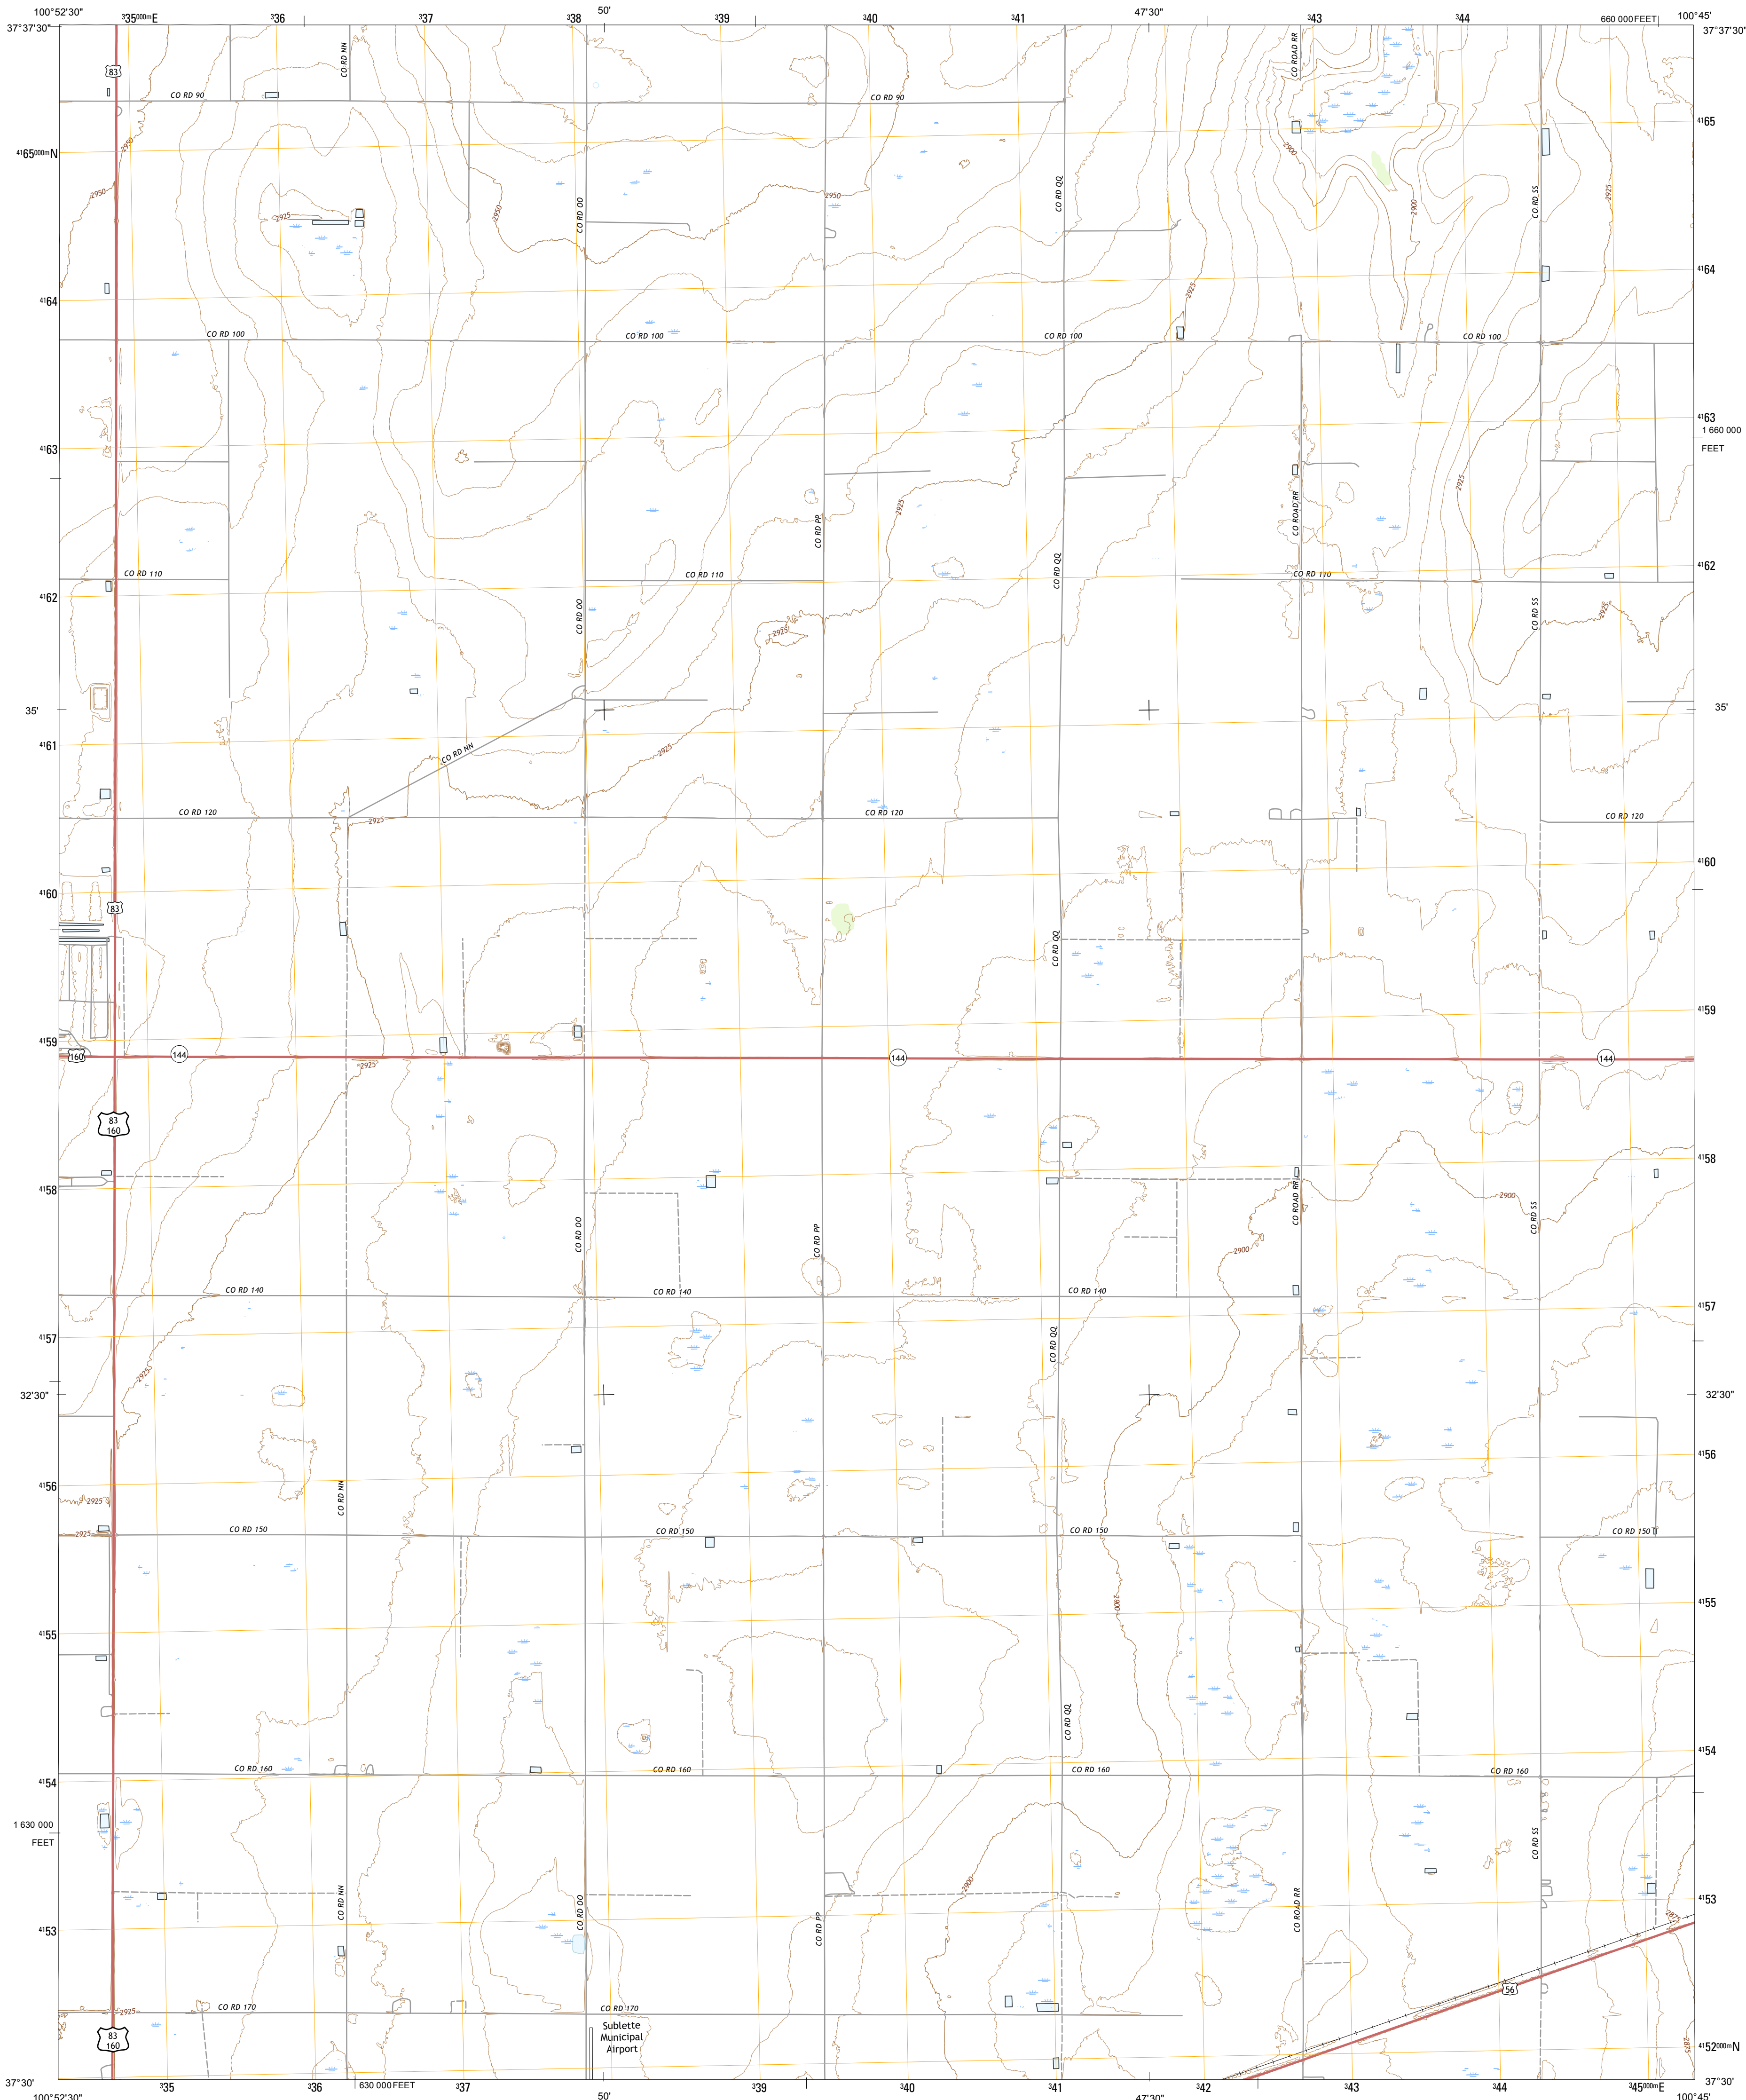 100°52'30"
³35⁰⁰⁰ᵐE
³36
³37
³38
50'
³39
³40
³41
47'30"
³43
³44
660 000 FEET
100°45'
37°37'30"
37°37'30"
83
CO RD NN
CO ROAD RR
CO RD 90
CO RD 90
2950
2900
⁴¹65
⁴¹65⁰⁰⁰ᵐN
2950
2950
2950
CO RD QQ
CO RD SS
2925
2900
2925
CO RD OO
⁴¹64
2925
⁴¹64
CO RD 100
CO RD 100
CO RD 100
CO RD 100
⁴¹63
1 660 000
FEET
⁴¹63
2925
2925
CO RD PP
CO ROAD RR
CO RD 110
CO RD 110
CO RD QQ
CO RD 110
⁴¹62
⁴¹62
CO RD OO
2925
CO RD SS
2925
35'
35'
⁴¹61
CO RD NN
2925
CO RD 120
2925
CO RD 120
CO RD 120
⁴¹60
⁴¹60
83
CO RD QQ
⁴¹59
⁴¹59
160
144
144
144
2925
83
160
⁴¹58
⁴¹58
CO ROAD RR
2900
CO RD OO
CO RD PP
2900
CO RD SS
CO RD 140
CO RD 140
CO RD 140
⁴¹57
⁴¹57
CO RD QQ
2925
32'30"
32'30"
⁴¹56
⁴¹56
2925
CO RD NN
2925
CO RD 150
CO RD 150
CO RD 150
CO RD 150
2900
⁴¹55
⁴¹55
CO RD QQ
⁴¹54
CO RD 160
CO RD 160
CO RD 160
CO RD 160
⁴¹54
1 630 000
FEET
CO RD SS
2900
CO RD NN
CO RD OO
CO RD PP
CO ROAD RR
⁴¹53
⁴¹53
2875
56
2925
CO RD 170
CO RD 170
83
160
Sublette
Municipal
Airport
2875
⁴¹52⁰⁰⁰ᵐN
37°30'
37°30'
³35
³36
630 000 FEET
³37
³39
³40
³41
³42
³43
³44
³45⁰⁰⁰ᵐE
100°52'30"
50'
47'30"
100°45'